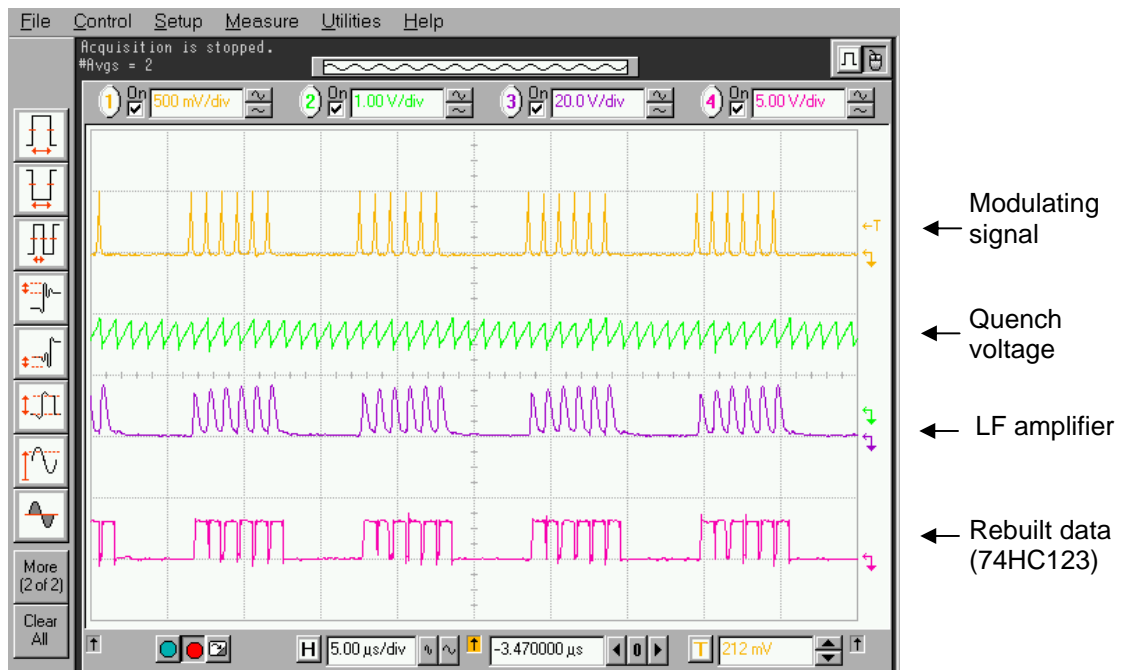 File Control Setup Measure Utilities Help
Acquisition is stopped.
#Avgs = 2
1 On 500 mV/div 2 On 1.00 V/div 3 On 20.0 V/div 4 On 5.00 V/div
T
Modulating
signal
Quench
voltage
LF amplifier
Rebuilt data
(74HC123)
More
(2 of 2)
Clear
All
H 5.00 µs/div -3.470000 µs 0 T 212 mV